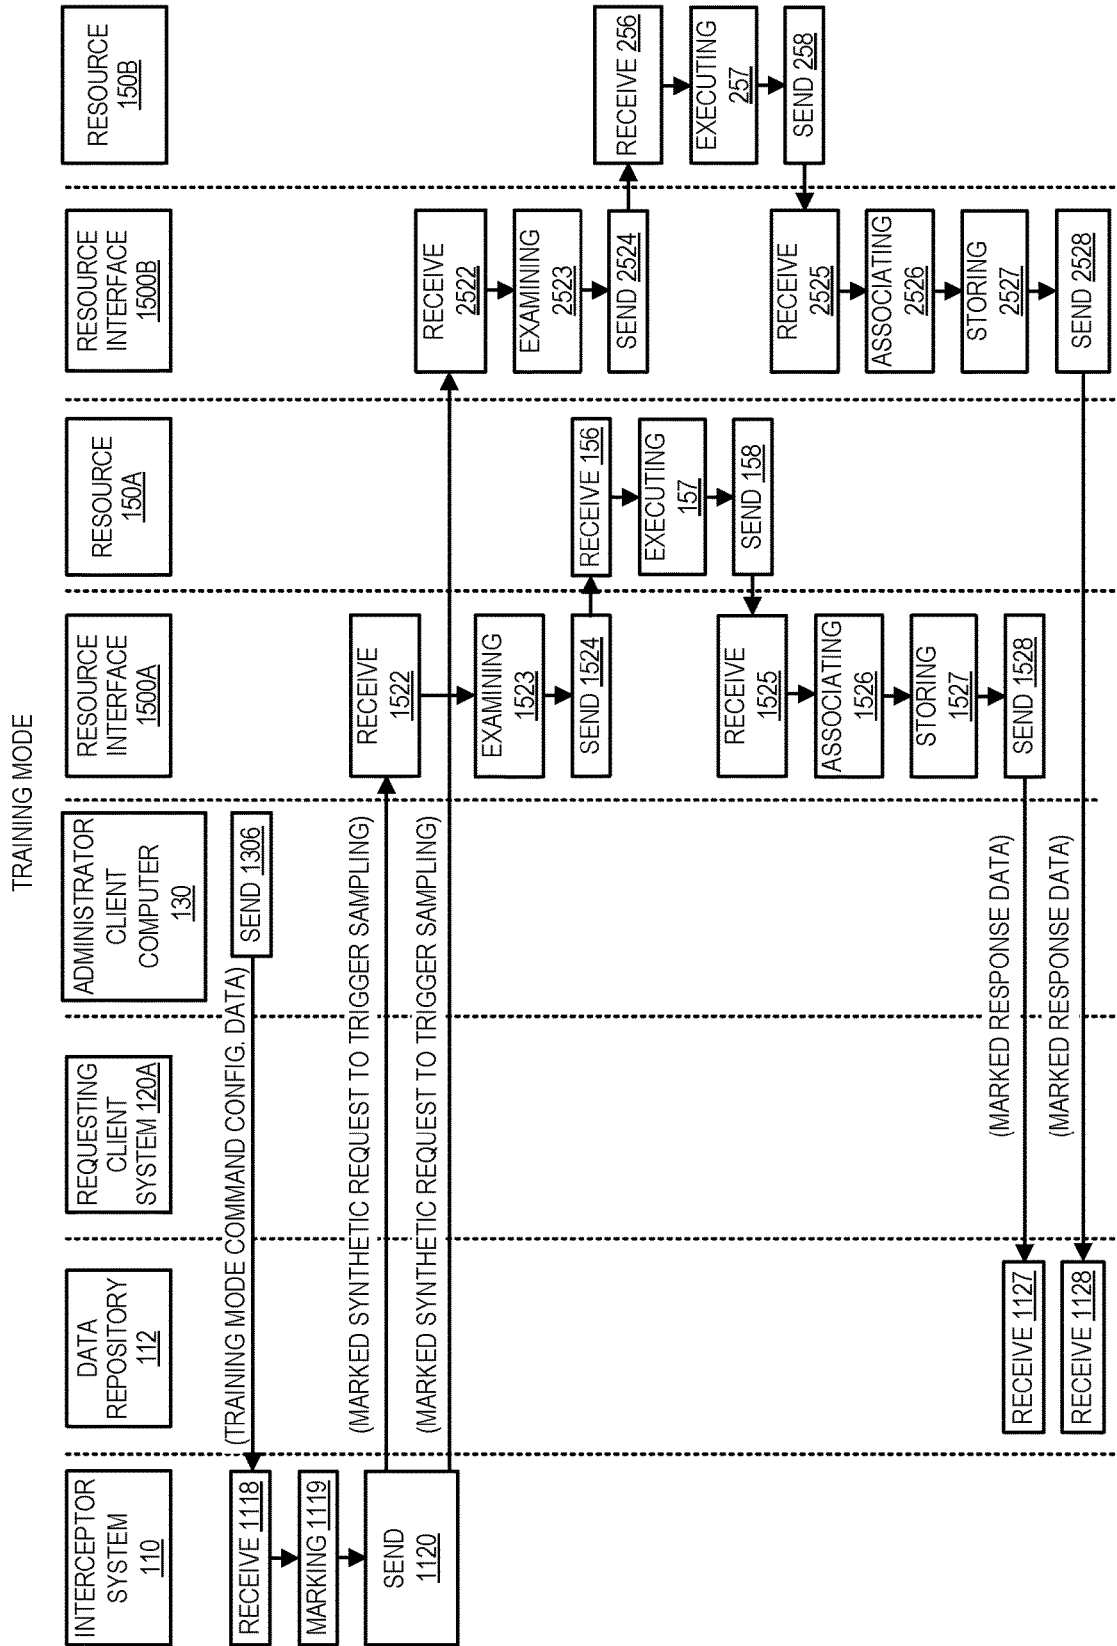 TRAINING MODE
INTERCEPTOR
SYSTEM
110
DATA
REPOSITORY
112
REQUESTING
CLIENT
SYSTEM 120A
ADMINISTRATOR
CLIENT
COMPUTER
130
RESOURCE
INTERFACE
1500A
RESOURCE
150A
RESOURCE
INTERFACE
1500B
RESOURCE
150B
RECEIVE 1118
(TRAINING MODE COMMAND CONFIG. DATA)
SEND 1306
MARKING 1119
SEND
1120
(MARKED SYNTHETIC REQUEST TO TRIGGER SAMPLING)
RECEIVE
1522
(MARKED SYNTHETIC REQUEST TO TRIGGER SAMPLING)
RECEIVE
2522
EXAMINING
1523
EXAMINING
2523
SEND 1524
RECEIVE 156
SEND 2524
RECEIVE 256
EXECUTING
157
EXECUTING
257
SEND 158
SEND 258
RECEIVE
1525
RECEIVE
2525
ASSOCIATING
1526
ASSOCIATING
2526
STORING
1527
STORING
2527
RECEIVE 1127
(MARKED RESPONSE DATA)
SEND 1528
RECEIVE 1128
(MARKED RESPONSE DATA)
SEND 2528